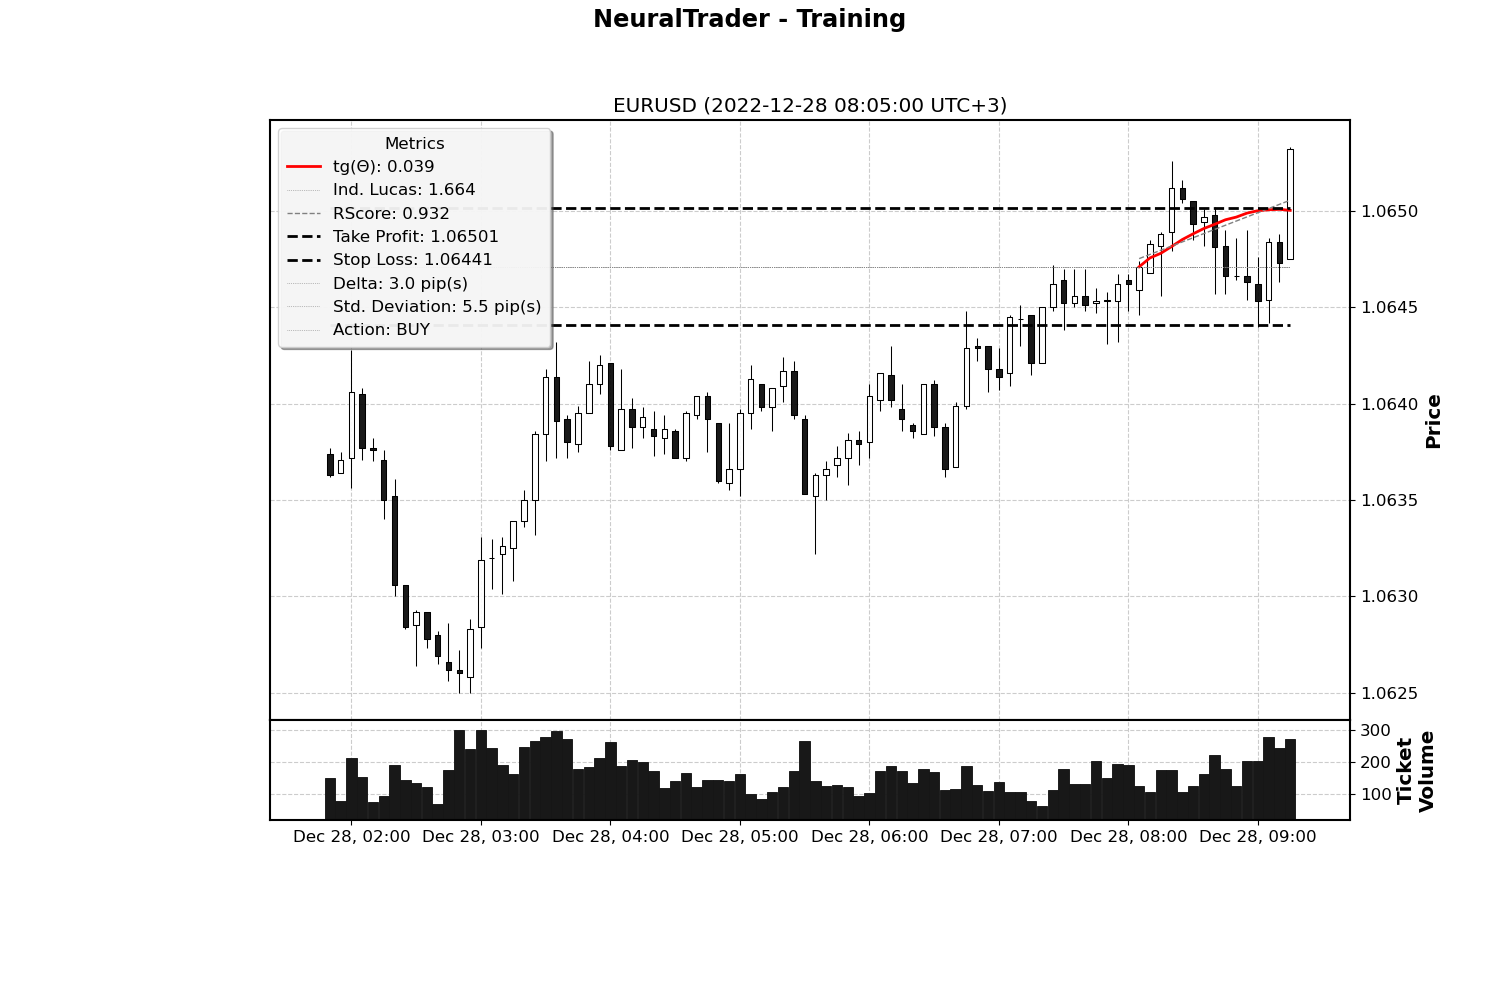 NeuralTrader - Training
EURUSD (2022-12-28 08:05:00 UTC+3)
Metrics
tg(Θ): 0.039
Ind. Lucas: 1.664
RScore: 0.932
Take Profit: 1.06501
Stop Loss: 1.06441
Delta: 3.0 pip(s)
Std. Deviation: 5.5 pip(s)
Action: BUY
1.0650
1.0645
1.0640
1.0635
1.0630
1.0625
Price
300
200
100
Ticket
Volume
Dec 28, 02:00 Dec 28, 03:00 Dec 28, 04:00 Dec 28, 05:00 Dec 28, 06:00 Dec 28, 07:00 Dec 28, 08:00 Dec 28, 09:00